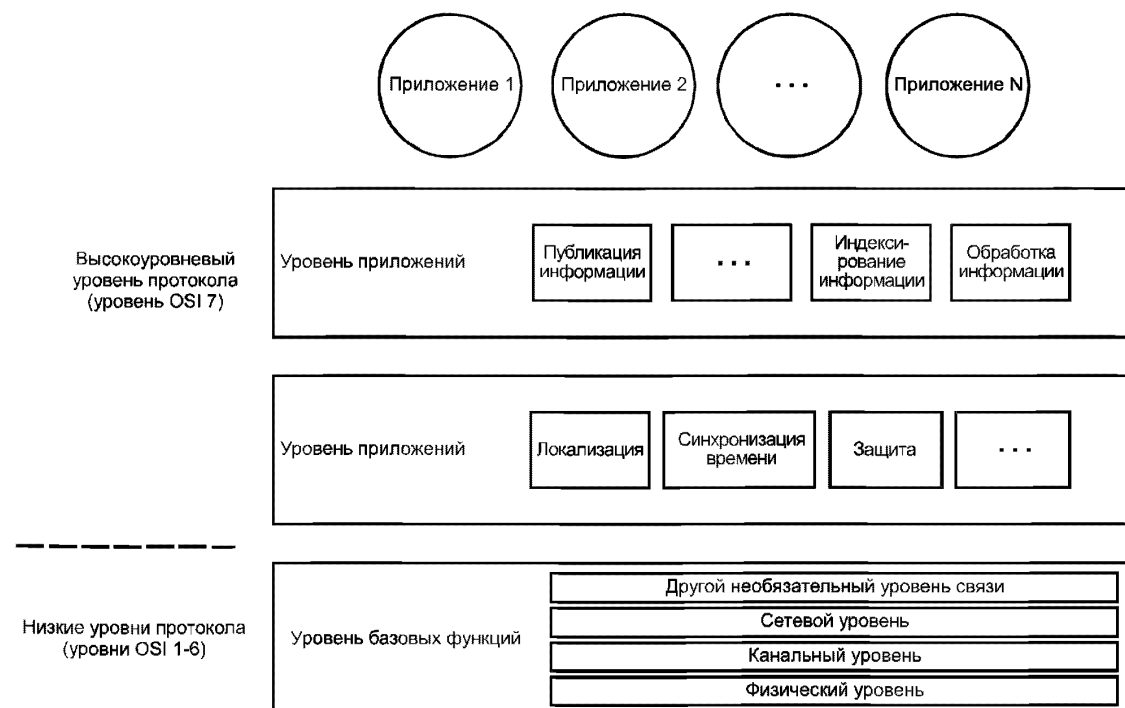 Приложение 1
Приложение 2
...
Приложение N
Высокоуровневый
уровень протокола
(уровень OSI 7)
Уровень приложений
Публикация
информации
...
Индекси-
рование
информации
Обработка
информации
Уровень приложений
Локализация
Синхронизация
времени
Защита
...
Низкие уровни протокола
(уровни OSI 1-6)
Уровень базовых функций
Другой необязательный уровень связи
Сетевой уровень
Канальный уровень
Физический уровень